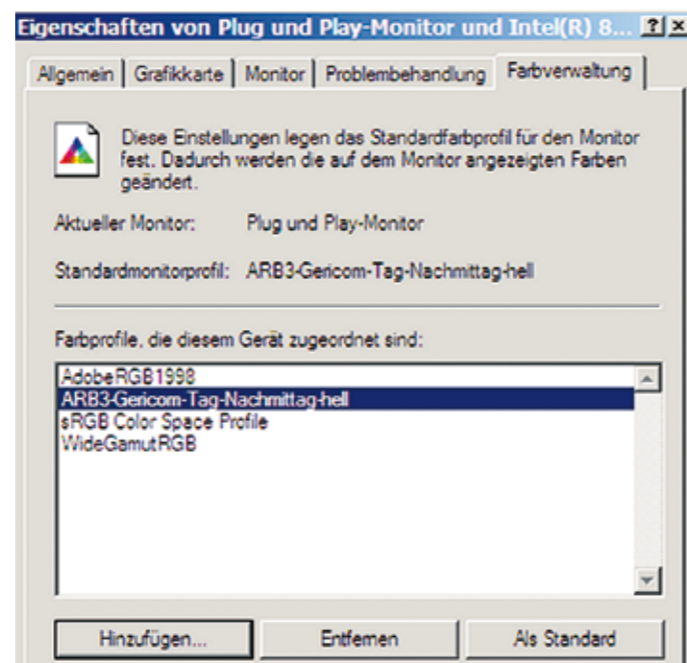 Eigenschaften von Plug und Play-Monitor und Intel(R) 8... ? ×
Allgemein Grafikkarte Monitor Problembehandlung Farbverwaltung
Diese Einstellungen legen das Standardfarbprofil für den Monitor
fest. Dadurch werden die auf dem Monitor angezeigten Farben
geändert.
Aktueller Monitor: Plug und Play-Monitor
Standardmonitorprofil: ARB3-Gericom-Tag-Nachmittag-hell
Farbprofile, die diesem Gerät zugeordnet sind:
AdobeRGB1998
ARB3-Gericom-Tag-Nachmittag-hell
sRGB Color Space Profile
WideGamutRGB
Hinzufügen... Entfernen Als Standard